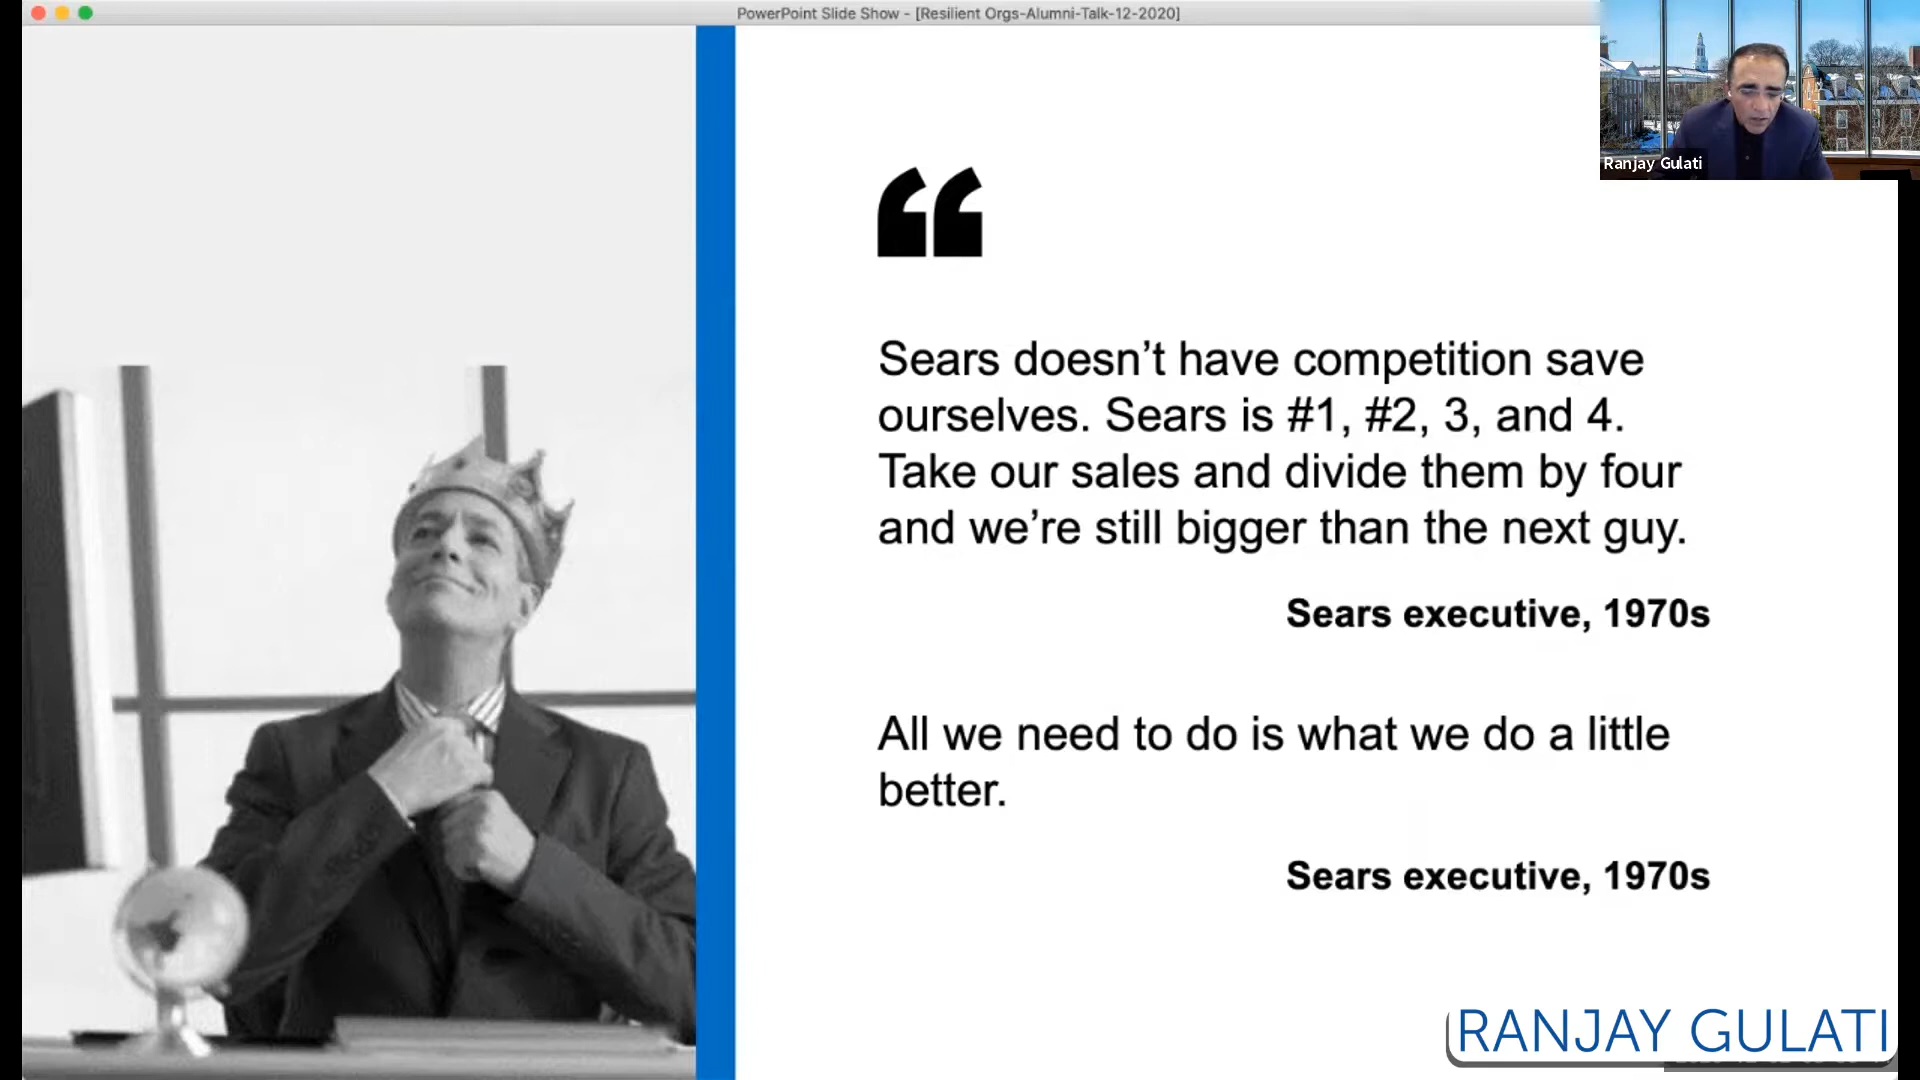 PowerPoint Slide Show - [Resilient Orgs-Alumni-Talk-12-2020]
Ranjay Gulati
“
Sears doesn’t have competition save
ourselves. Sears is #1, #2, 3, and 4.
Take our sales and divide them by four
and we’re still bigger than the next guy.
Sears executive, 1970s
All we need to do is what we do a little
better.
Sears executive, 1970s
RANJAY GULATI